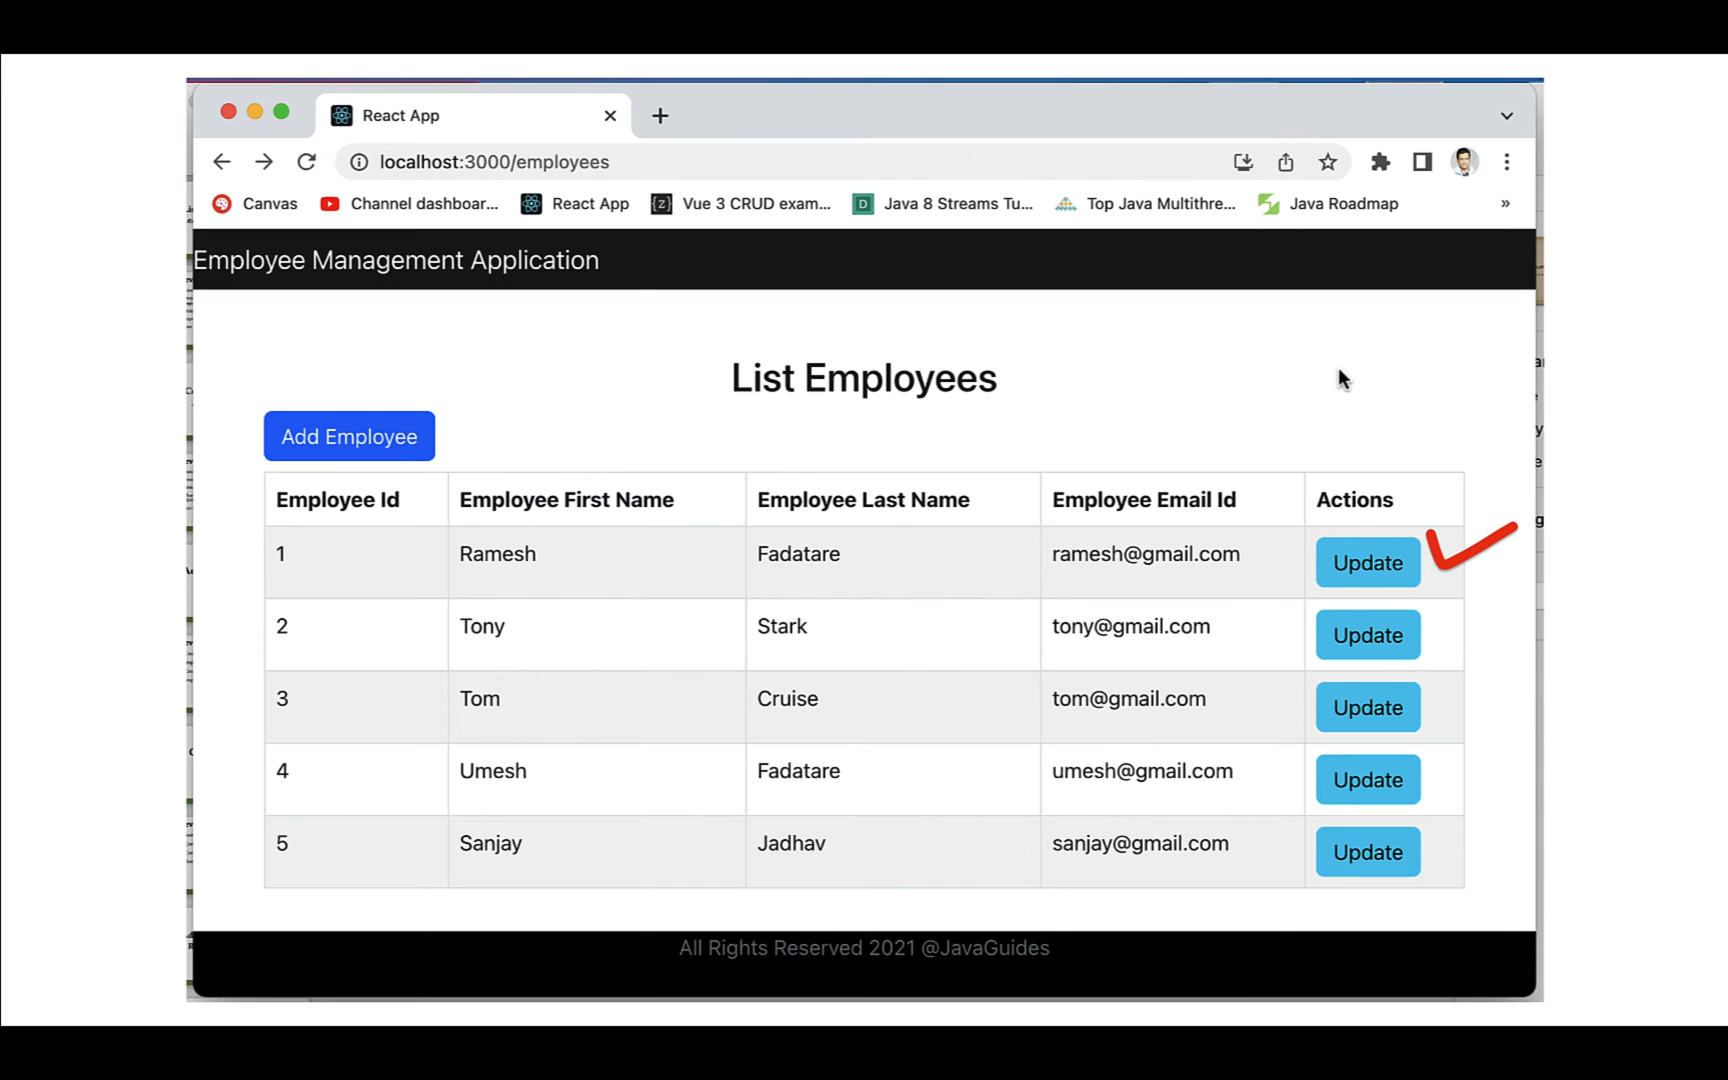 React App
localhost:3000/employees
Canvas Channel dashboar... React App Vue 3 CRUD exam... Java 8 Streams Tu... Top Java Multithre... Java Roadmap »
Employee Management Application
List Employees
Add Employee
Employee Id Employee First Name Employee Last Name Employee Email Id Actions
1 Ramesh Fadatare ramesh@gmail.com Update
2 Tony Stark tony@gmail.com Update
3 Tom Cruise tom@gmail.com Update
4 Umesh Fadatare umesh@gmail.com Update
5 Sanjay Jadhav sanjay@gmail.com Update
All Rights Reserved 2021 @JavaGuides